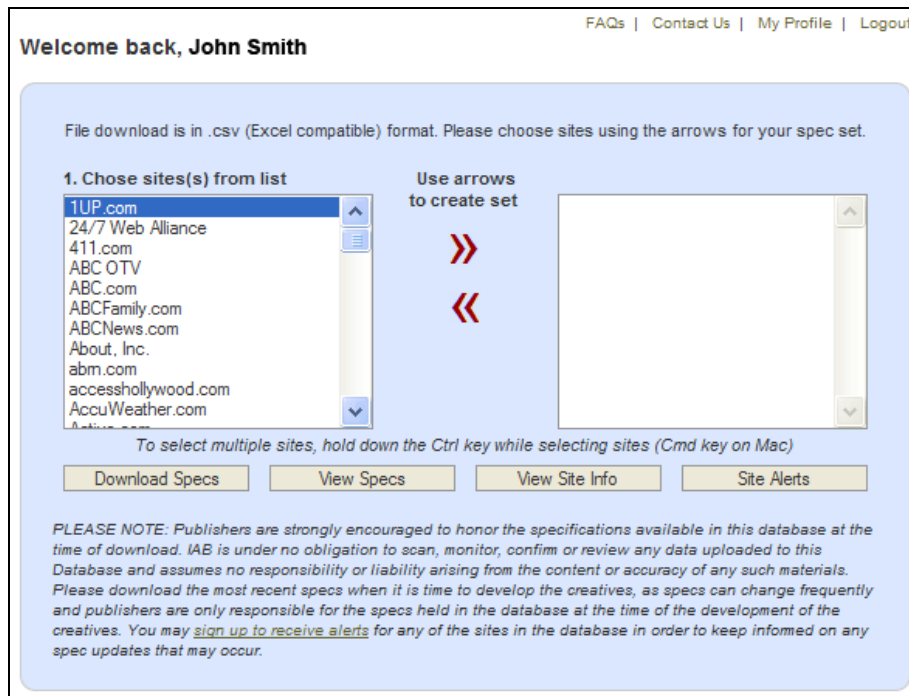 FAQs | Contact Us | My Profile | Logout
Welcome back, John Smith
File download is in .csv (Excel compatible) format. Please choose sites using the arrows for your spec set.
1. Chose sites(s) from list
Use arrows
to create set
1UP.com
24/7 Web Alliance
411.com
ABC OTV
ABC.com
ABCFamily.com
ABCNews.com
About, Inc.
abm.com
accesshollywood.com
AccuWeather.com
Active.com
To select multiple sites, hold down the Ctrl key while selecting sites (Cmd key on Mac)
Download Specs
View Specs
View Site Info
Site Alerts
PLEASE NOTE: Publishers are strongly encouraged to honor the specifications available in this database at the
time of download. IAB is under no obligation to scan, monitor, confirm or review any data uploaded to this
Database and assumes no responsibility or liability arising from the content or accuracy of any such materials.
Please download the most recent specs when it is time to develop the creatives, as specs can change frequently
and publishers are only responsible for the specs held in the database at the time of the development of the
creatives. You may sign up to receive alerts for any of the sites in the database in order to keep informed on any
spec updates that may occur.